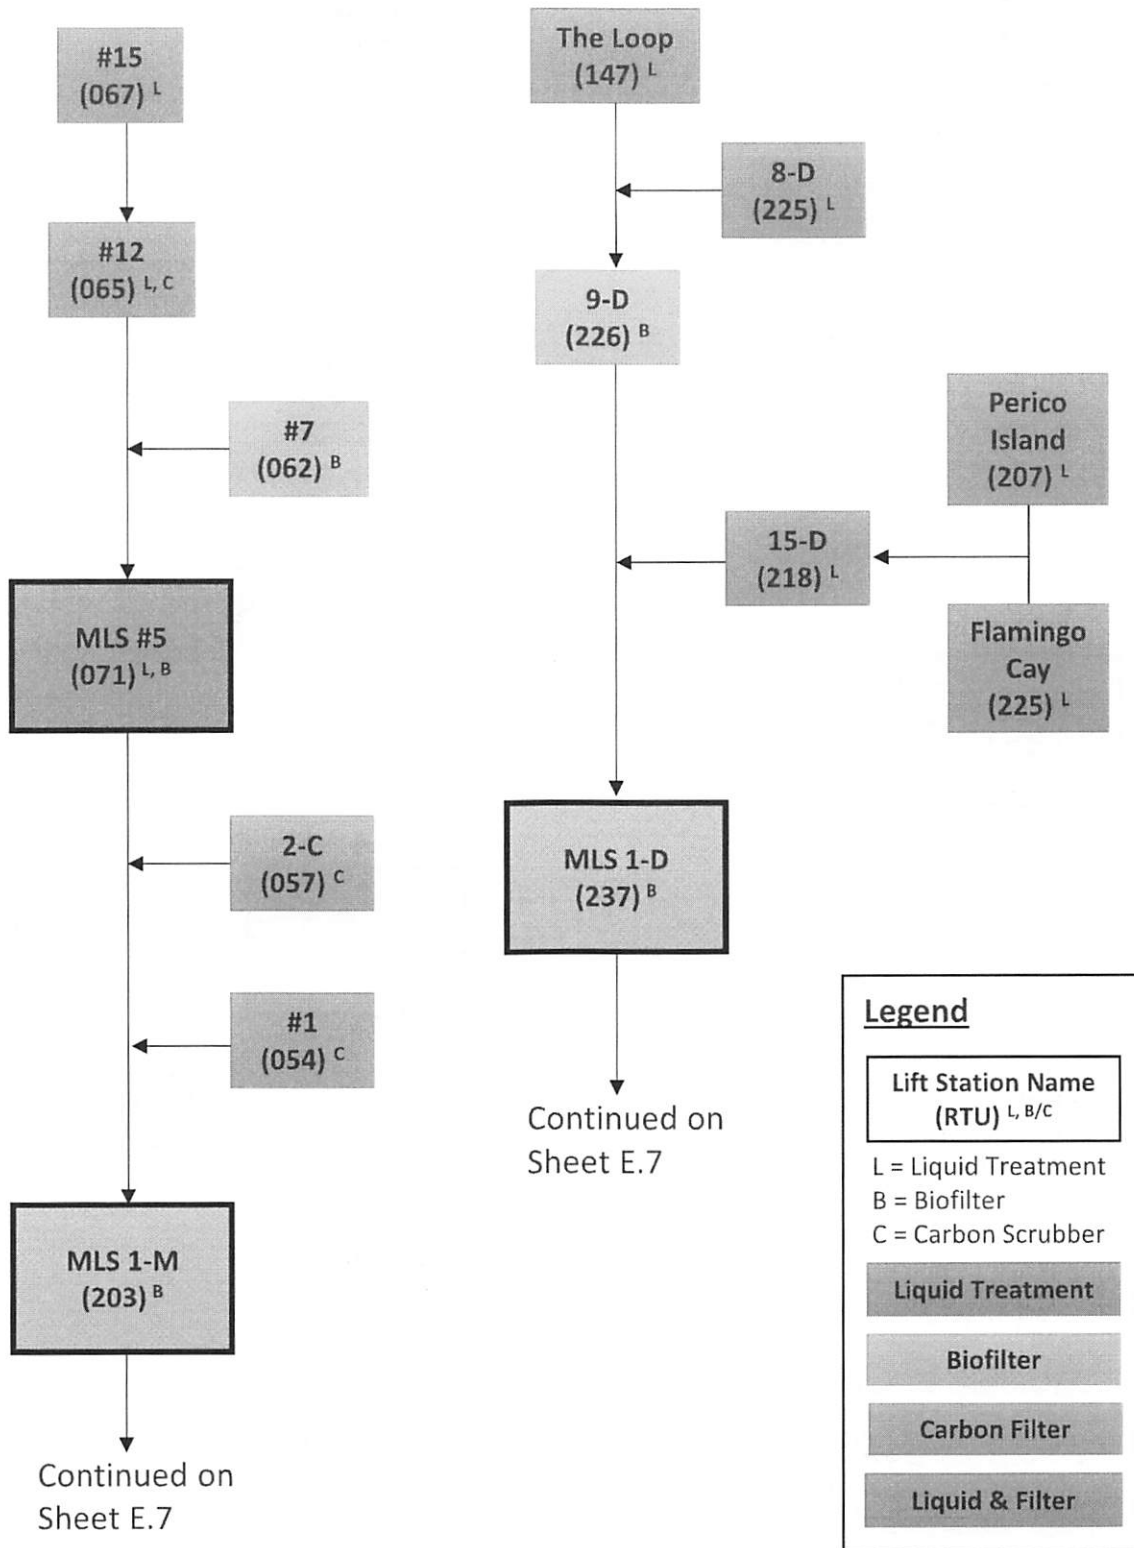 #15
(067) L
#12
(065) L, C
#7
(062) B
MLS #5
(071) L, B
2-C
(057) C
#1
(054) C
MLS 1-M
(203) B
Continued on
Sheet E.7
The Loop
(147) L
8-D
(225) L
9-D
(226) B
Perico
Island
(207) L
15-D
(218) L
Flamingo
Cay
(225) L
MLS 1-D
(237) B
Continued on
Sheet E.7
Legend
Lift Station Name
(RTU) L, B/C
L = Liquid Treatment
B = Biofilter
C = Carbon Scrubber
Liquid Treatment
Biofilter
Carbon Filter
Liquid & Filter